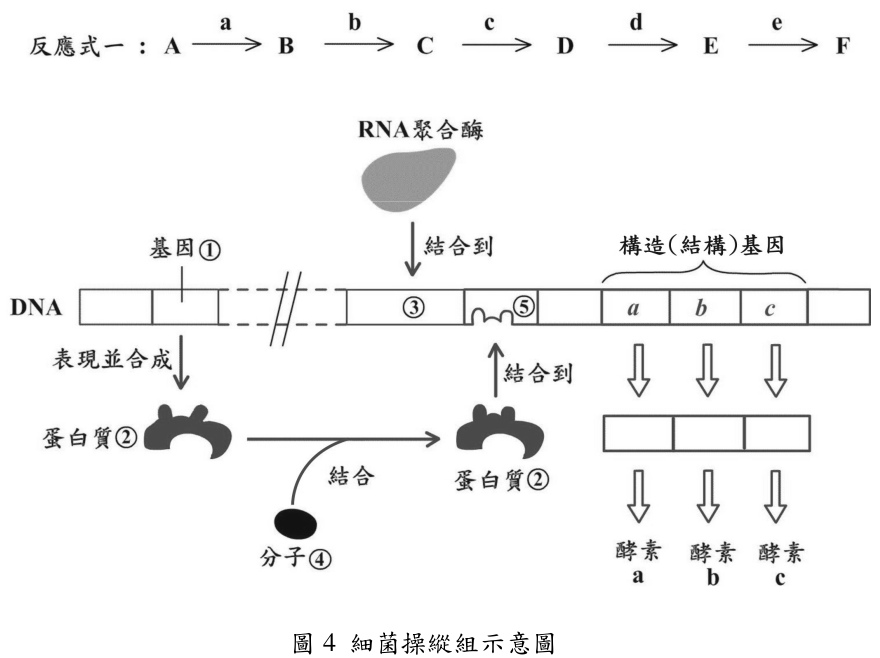 a b c d e
反應式一：A B C D E F
RNA聚合酶
基因① 結合到 構造(結構)基因
DNA ③ ⑤ a b c
表現並合成 結合到
蛋白質② 結合 蛋白質②
分子④ 酵素 酵素 酵素
a b c
圖 4 細菌操縱組示意圖